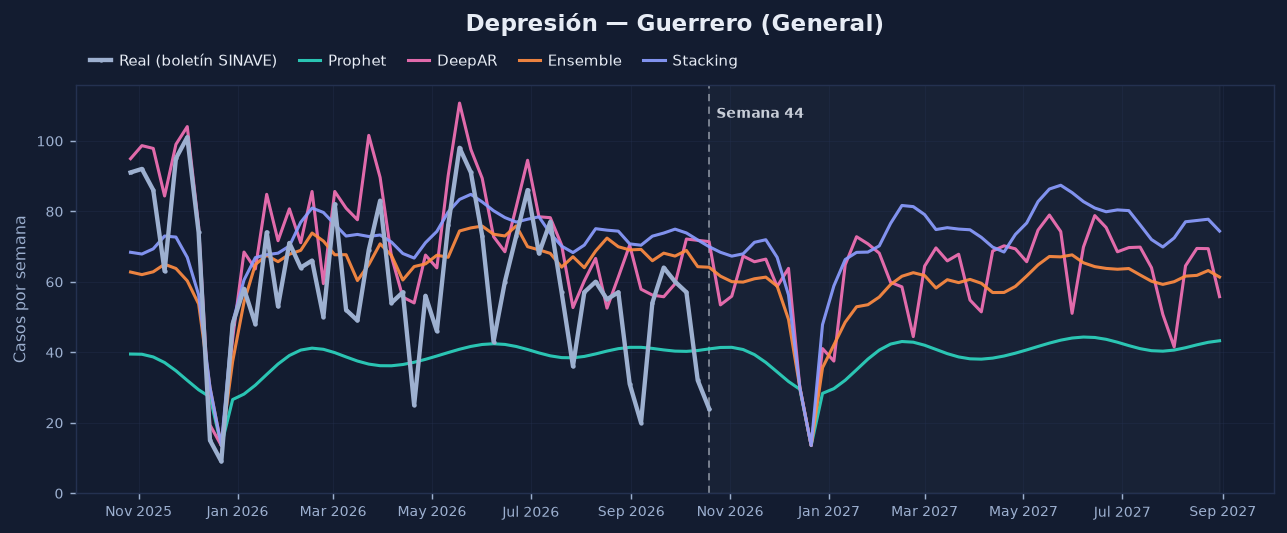 Depresión — Guerrero (General)
Real (boletín SINAVE) Prophet DeepAR Ensemble Stacking
Semana 44
Casos por semana
100
80
60
40
20
0
Nov 2025 Jan 2026 Mar 2026 May 2026 Jul 2026 Sep 2026 Nov 2026 Jan 2027 Mar 2027 May 2027 Jul 2027 Sep 2027